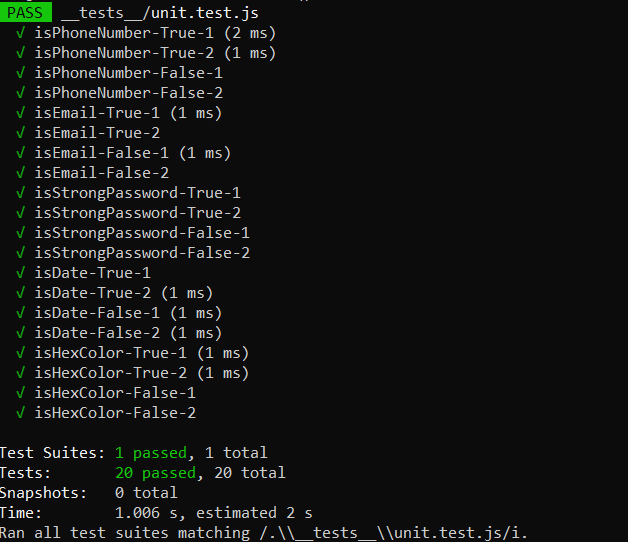 PASS __tests__/unit.test.js
√ isPhoneNumber-True-1 (2 ms)
√ isPhoneNumber-True-2 (1 ms)
√ isPhoneNumber-False-1
√ isPhoneNumber-False-2
√ isEmail-True-1 (1 ms)
√ isEmail-True-2
√ isEmail-False-1 (1 ms)
√ isEmail-False-2
√ isStrongPassword-True-1
√ isStrongPassword-True-2
√ isStrongPassword-False-1
√ isStrongPassword-False-2
√ isDate-True-1
√ isDate-True-2 (1 ms)
√ isDate-False-1 (1 ms)
√ isDate-False-2 (1 ms)
√ isHexColor-True-1 (1 ms)
√ isHexColor-True-2 (1 ms)
√ isHexColor-False-1
√ isHexColor-False-2
Test Suites: 1 passed, 1 total
Tests: 20 passed, 20 total
Snapshots: 0 total
Time: 1.006 s, estimated 2 s
Ran all test suites matching /.\\__tests__\\unit.test.js/i.